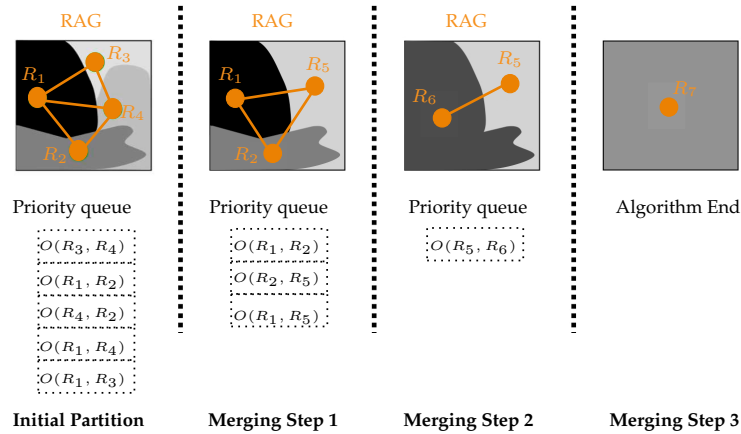 RAG
R1
R3
R4
R2
Priority queue
O(R3, R4)
O(R1, R2)
O(R4, R2)
O(R1, R4)
O(R1, R3)
Initial Partition
RAG
R1
R5
R2
Priority queue
O(R1, R2)
O(R2, R5)
O(R1, R5)
Merging Step 1
RAG
R5
R6
Priority queue
O(R5, R6)
Merging Step 2
R7
Algorithm End
Merging Step 3